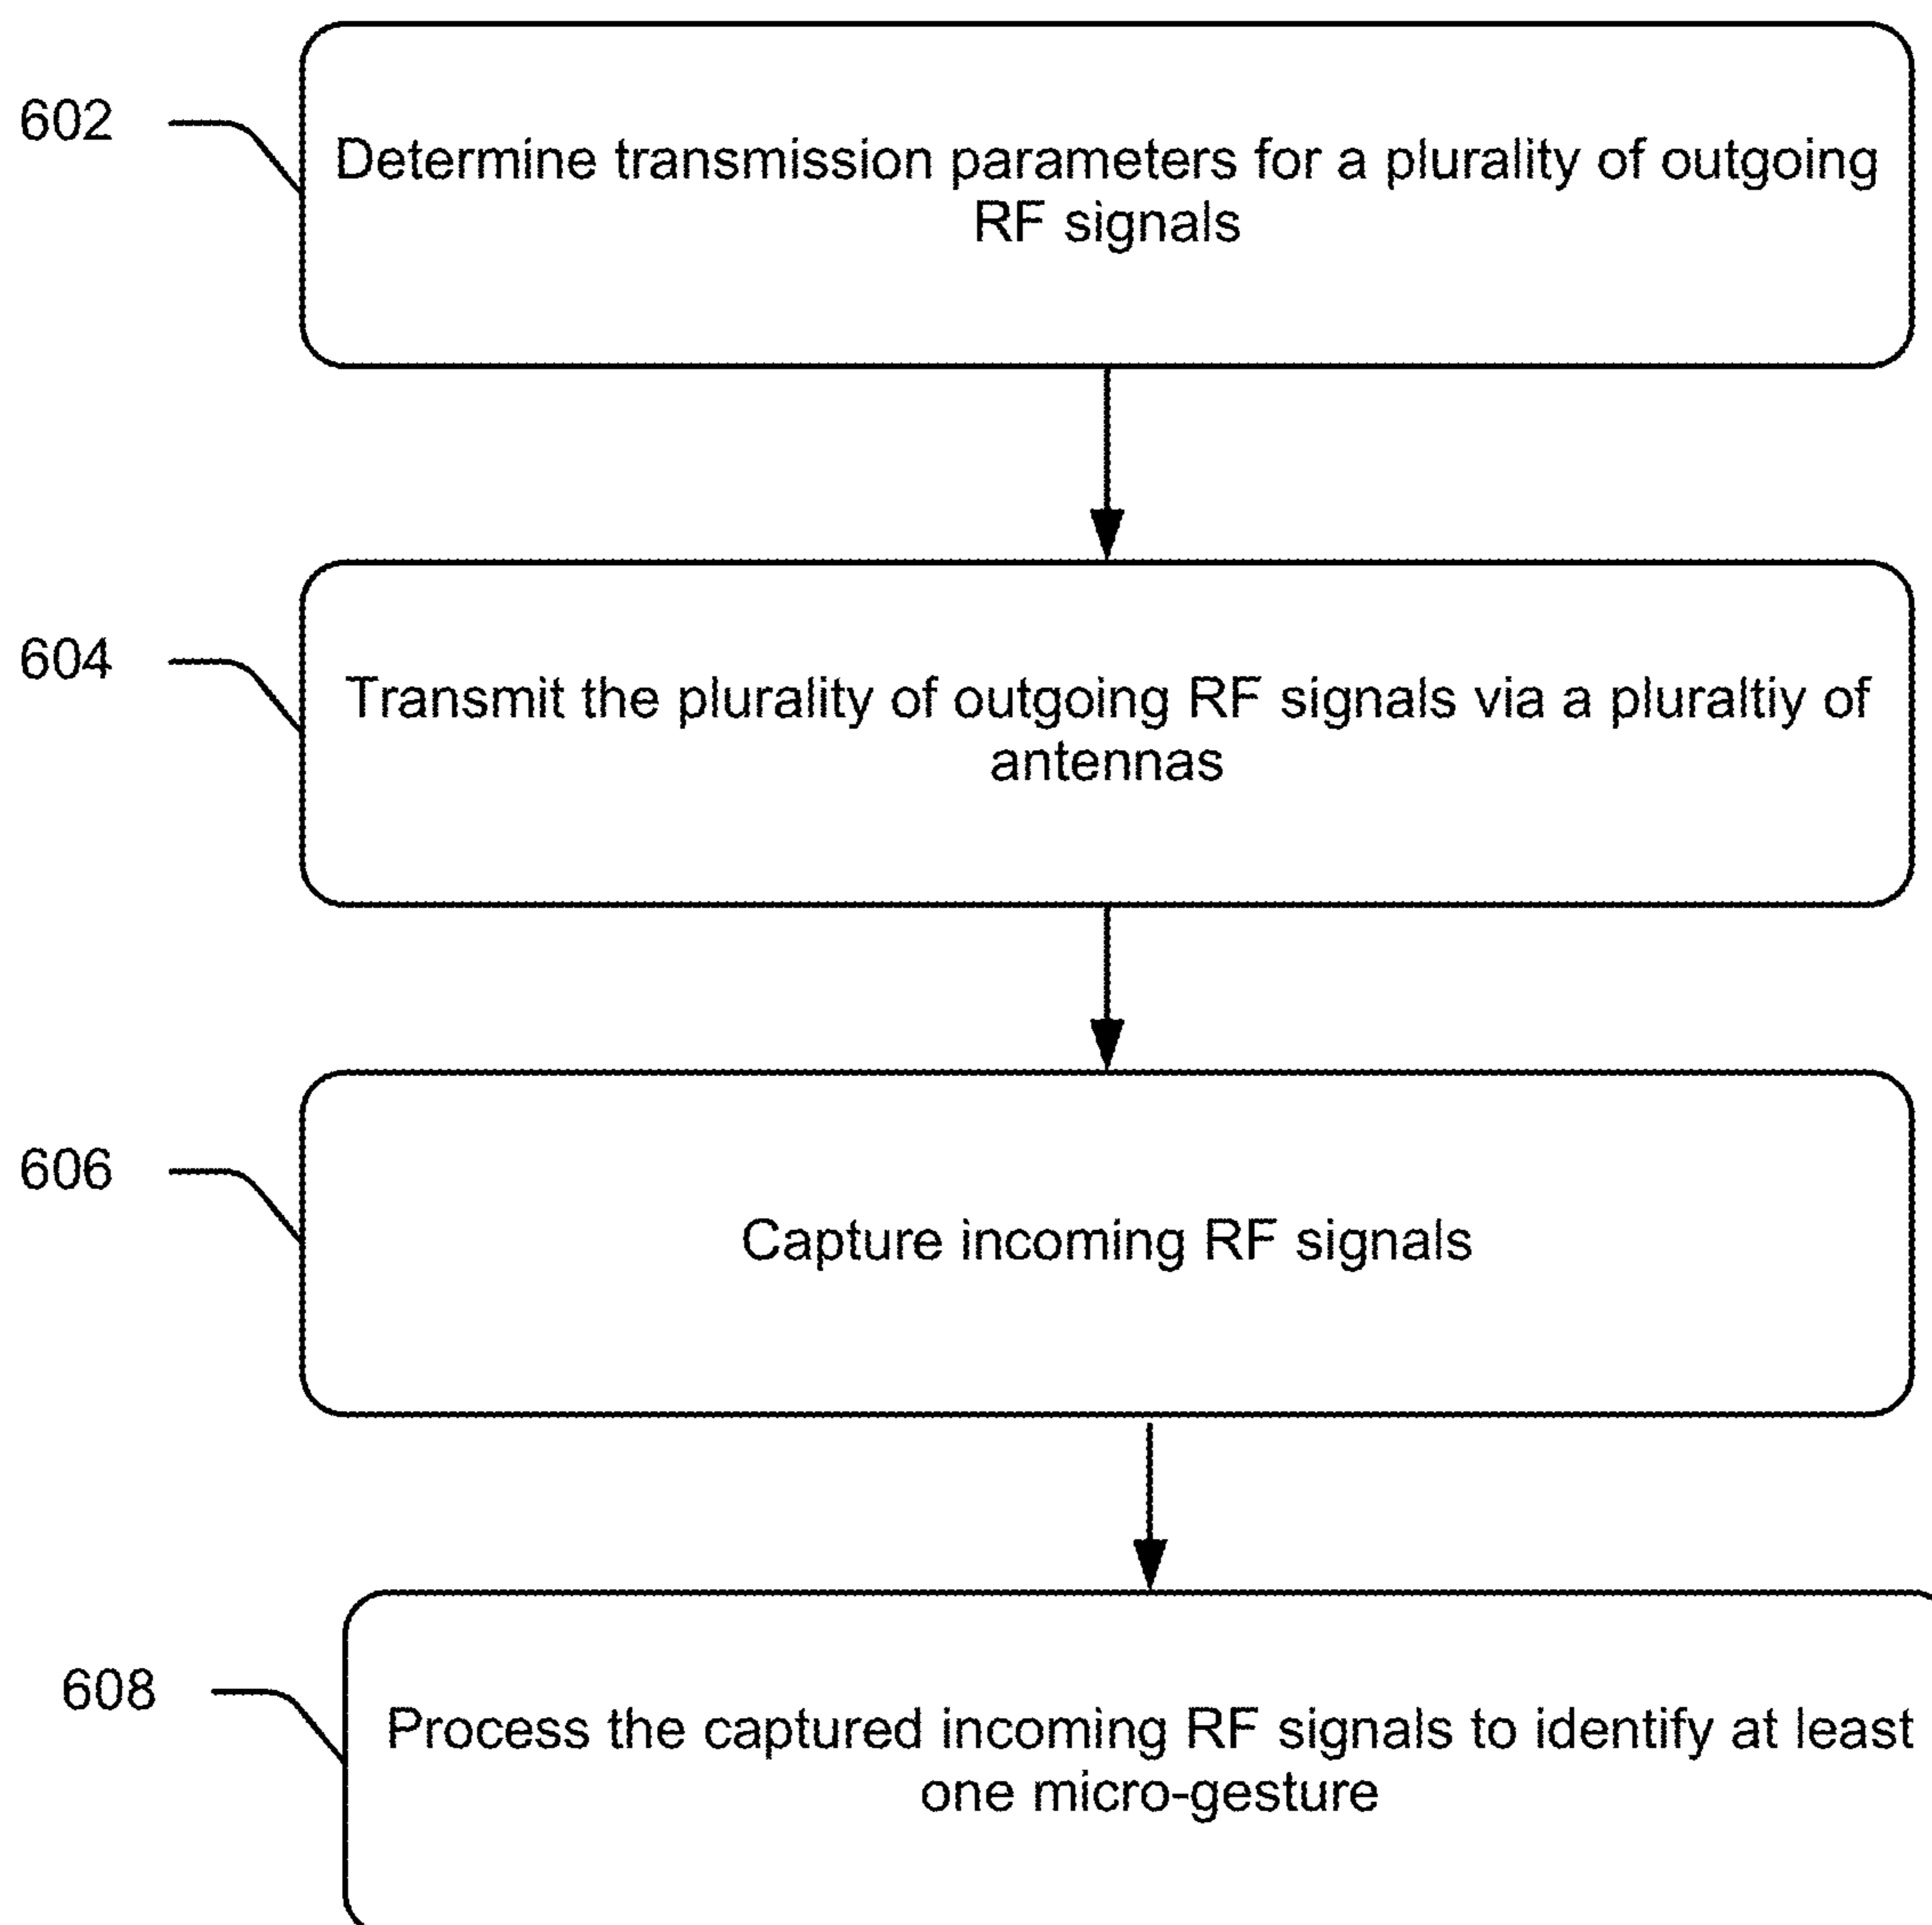 602
Determine transmission parameters for a plurality of outgoing
RF signals
604
Transmit the plurality of outgoing RF signals via a pluraltiy of
antennas
606
Capture incoming RF signals
608
Process the captured incoming RF signals to identify at least
one micro-gesture